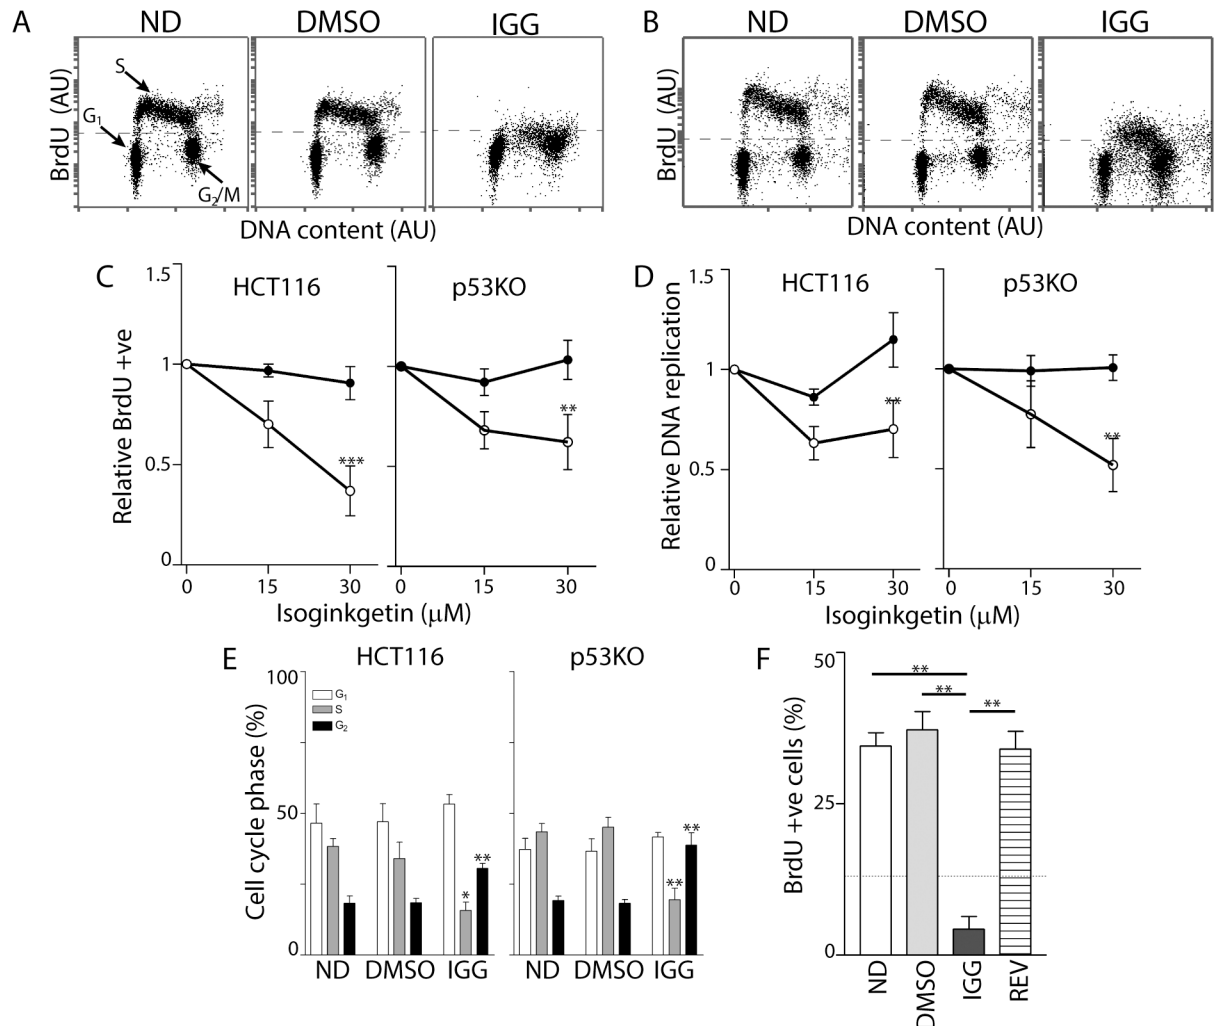 A ND DMSO IGG
BrdU (AU)
S
G1
G2/M
DNA content (AU)
B ND DMSO IGG
BrdU (AU)
DNA content (AU)
C HCT116 p53KO
Relative BrdU +ve
1.5
1
0.5
0
**
***
0 15 30 0 15 30
Isoginkgetin (μM)
D HCT116 p53KO
Relative DNA replication
1.5
1
0.5
0
**
**
0 15 30 0 15 30
Isoginkgetin (μM)
E HCT116 p53KO
Cell cycle phase (%)
100
50
0
G1
S
G2
* ** ** **
ND DMSO IGG ND DMSO IGG
F
BrdU +ve cells (%)
50
25
0
**
**
**
ND DMSO IGG REV